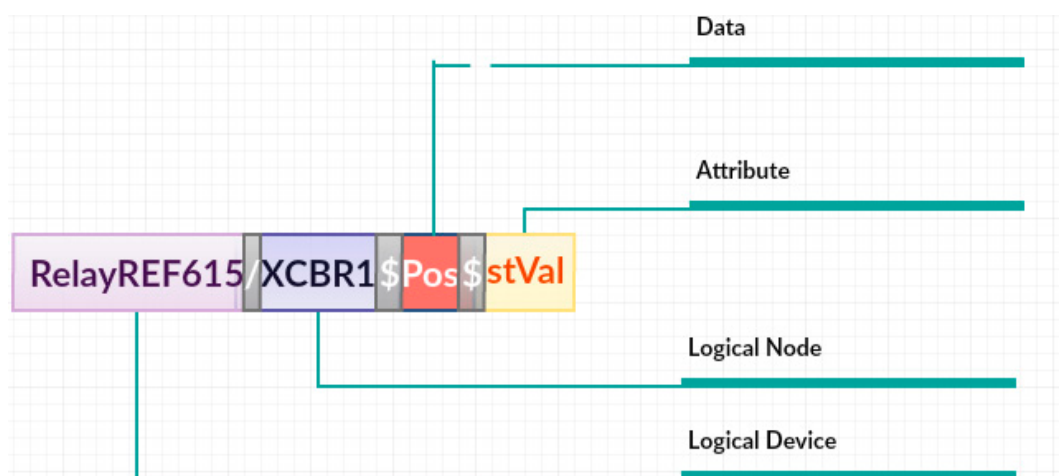 Data
Attribute
RelayREF615/XCBR1$Pos$stVal
Logical Node
Logical Device